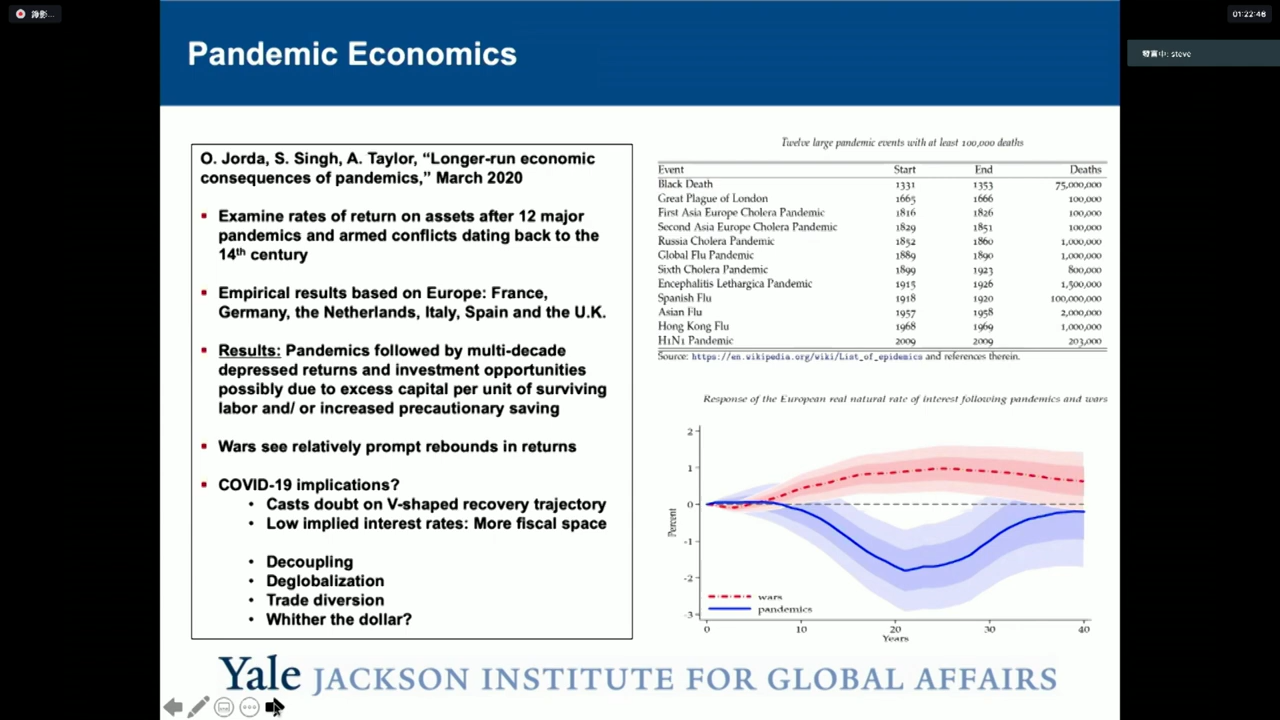 錄影...
01:22:46
發言中: steve
Pandemic Economics
O. Jorda, S. Singh, A. Taylor, “Longer-run economic
consequences of pandemics,” March 2020
▪ Examine rates of return on assets after 12 major
pandemics and armed conflicts dating back to the
14th century
▪ Empirical results based on Europe: France,
Germany, the Netherlands, Italy, Spain and the U.K.
▪ Results: Pandemics followed by multi-decade
depressed returns and investment opportunities
possibly due to excess capital per unit of surviving
labor and/ or increased precautionary saving
▪ Wars see relatively prompt rebounds in returns
▪ COVID-19 implications?
• Casts doubt on V-shaped recovery trajectory
• Low implied interest rates: More fiscal space
• Decoupling
• Deglobalization
• Trade diversion
• Whither the dollar?
Twelve large pandemic events with at least 100,000 deaths
Event Start End Deaths
Black Death 1331 1353 75,000,000
Great Plague of London 1665 1666 100,000
First Asia Europe Cholera Pandemic 1816 1826 100,000
Second Asia Europe Cholera Pandemic 1829 1851 100,000
Russia Cholera Pandemic 1852 1860 1,000,000
Global Flu Pandemic 1889 1890 1,000,000
Sixth Cholera Pandemic 1899 1923 800,000
Encephalitis Lethargica Pandemic 1915 1926 1,500,000
Spanish Flu 1918 1920 100,000,000
Asian Flu 1957 1958 2,000,000
Hong Kong Flu 1968 1969 1,000,000
H1N1 Pandemic 2009 2009 203,000
Source: https://en.wikipedia.org/wiki/List_of_epidemics and references therein.
Response of the European real natural rate of interest following pandemics and wars
2
1
0
-1
-2
-3
Percent
wars
pandemics
0 10 20 30 40
Years
Yale JACKSON INSTITUTE FOR GLOBAL AFFAIRS